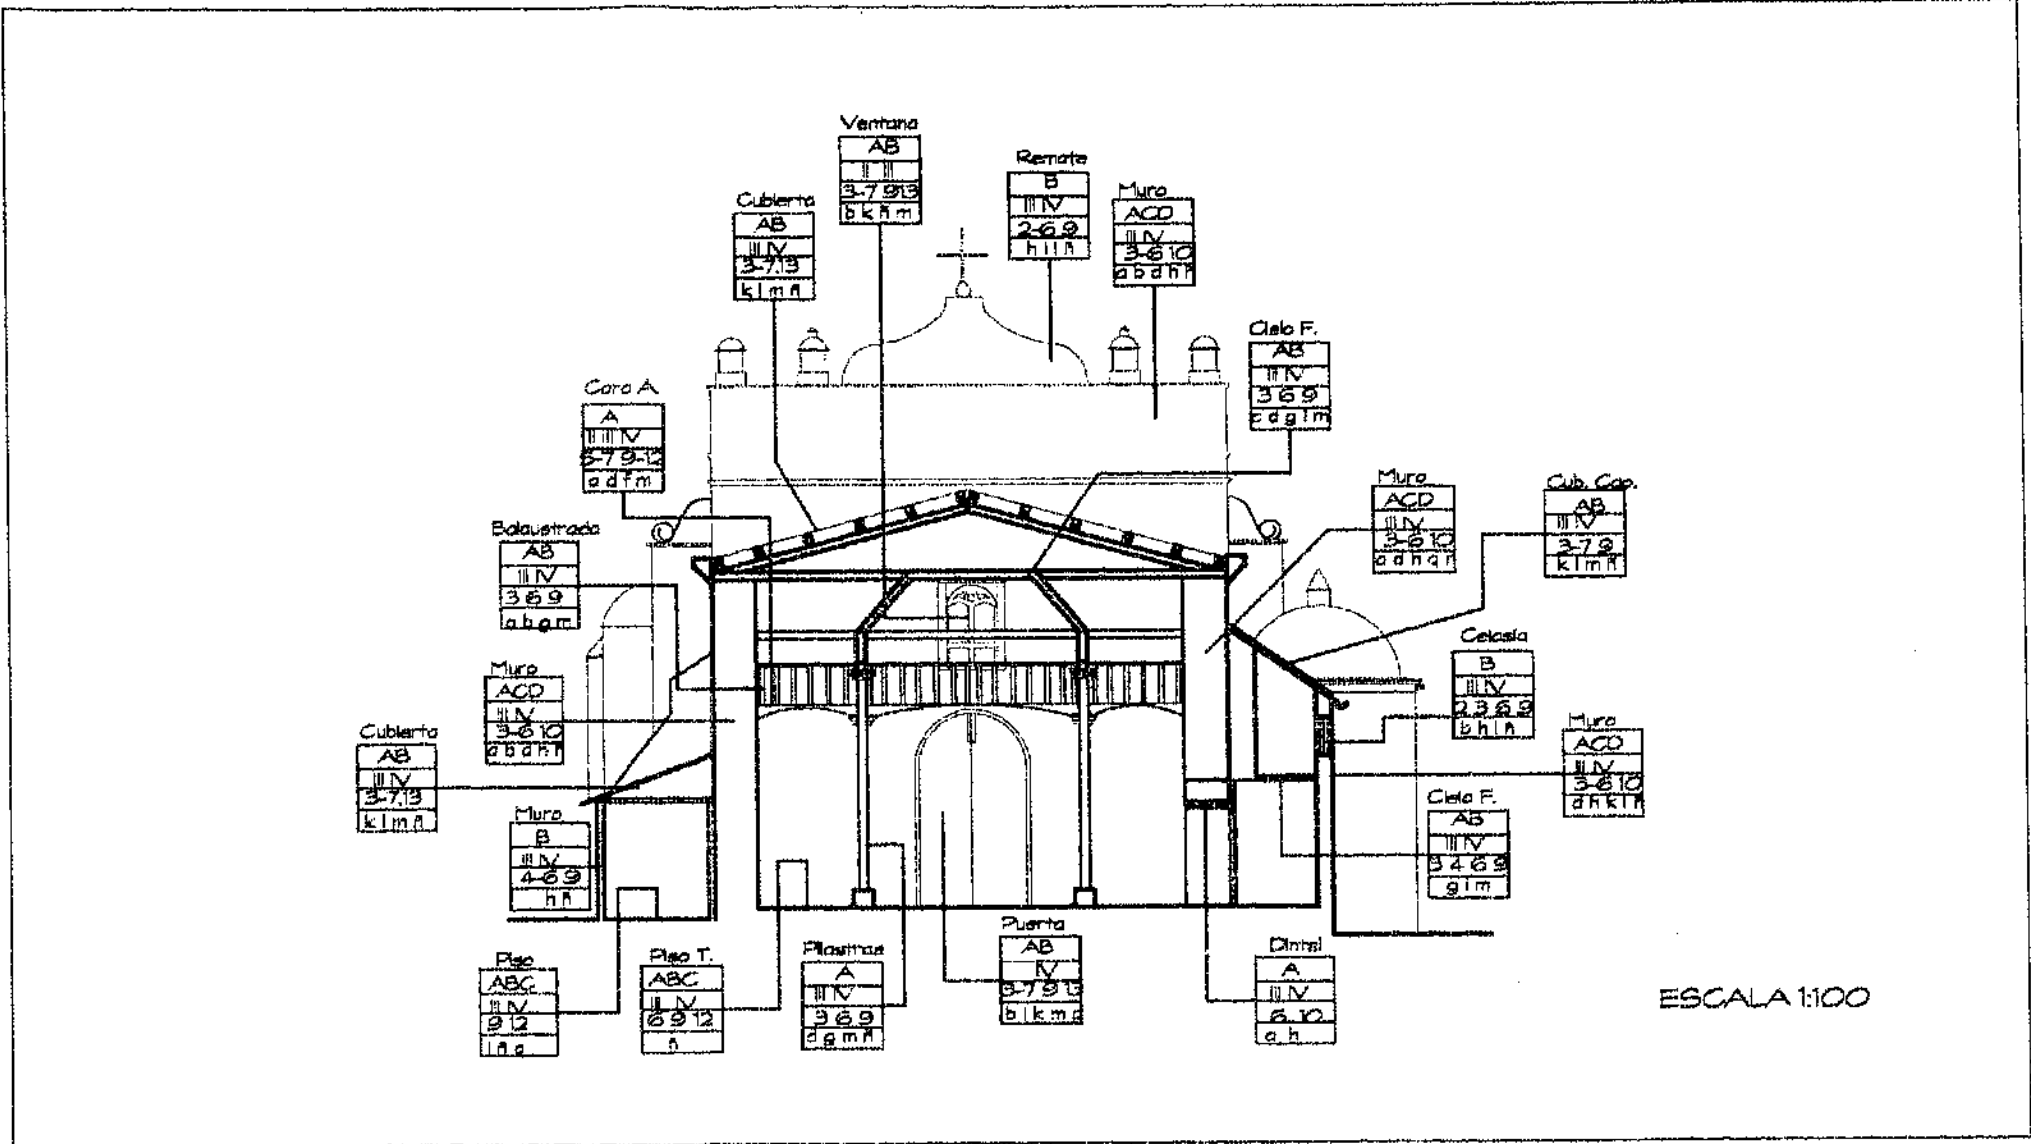 Ventana
AB
II III
3-7 9 13
b k ñ m
Remate
B
III IV
2-6 9
h i l ñ
Muro
ACD
III IV
3-6 10
a b d h ñ
Cubierta
AB
III IV
3-7,13
k l m ñ
Cielo F.
AB
III IV
3 6 9
c d g l m
Coro A
A
II III IV
3-7 9-12
a d f m
Muro
ACD
III IV
3-6 10
Cub. Cap.
AB
III IV
3-7 9
k l m ñ
Balaustrada
AB
III IV
3 6 9
a b g m
Celosía
B
III IV
2 3 6 9
b h l ñ
Muro
ACD
III IV
3-6 10
a b d h ñ
Muro
ACD
III IV
3-6 10
d h k l ñ
Cubierta
AB
III IV
3-7,13
k l m ñ
Cielo F.
AB
III IV
3 4 6 9
g l m
Muro
B
III IV
4-6 9
h ñ
Piso
ABC
III IV
9 12
l ñ o
Piso T.
ABC
III IV
6 9 12
ñ
Pilastras
A
III IV
3 6 9
d g m ñ
Puerta
AB
IV
3-7 9 13
Dintel
A
III IV
6 10
a h
ESCALA 1:100